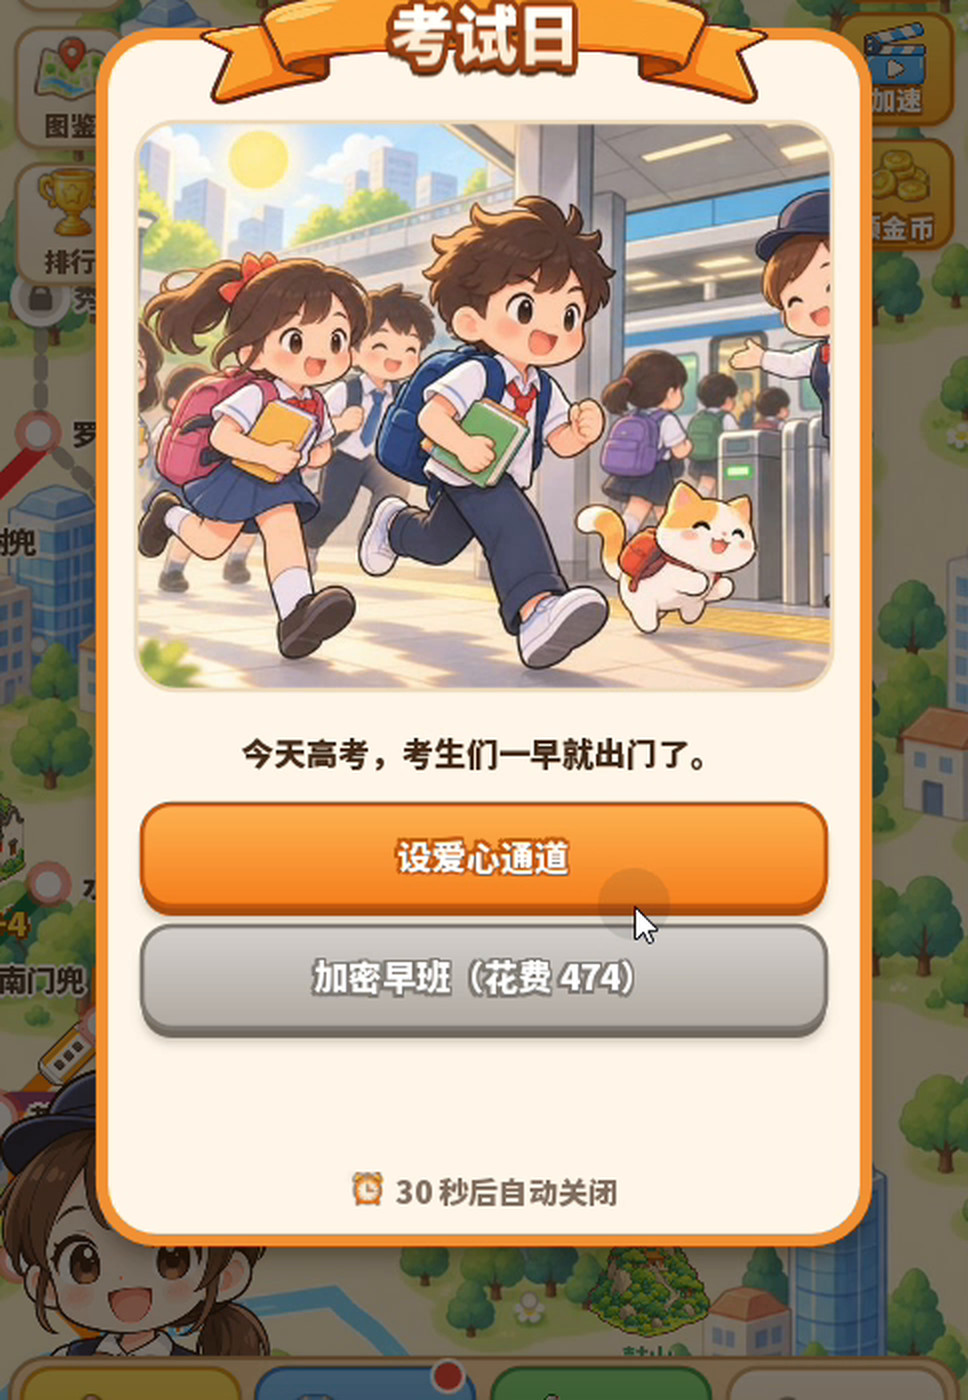 考试日
图鉴
加速
排行
金币
罗
今天高考，考生们一早就出门了。
设爱心通道
-4
南门兜
加密早班（花费 474）
30 秒后自动关闭